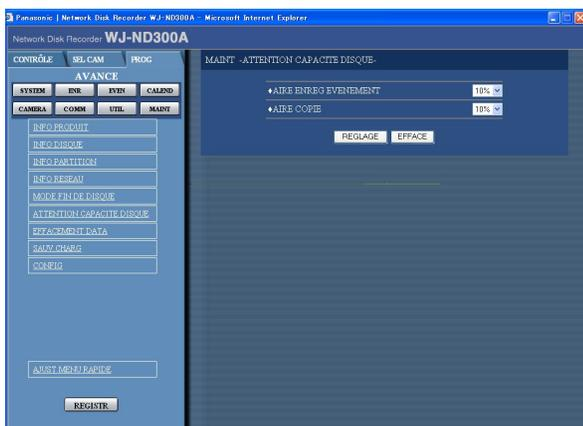 Panasonic | Network Disk Recorder WJ-ND300A - Microsoft Internet Explorer
Network Disk Recorder WJ-ND300A
CONTRÔLE SEL CAM PROG
AVANCE
SYSTEM ENR EVEN CALEND
CAMERA COMM UTIL MAINT
INFO PRODUIT
INFO DISQUE
INFO PARTITION
INFO RESEAU
MODE FIN DE DISQUE
ATTENTION CAPACITE DISQUE
EFFACEMENT DATA
SAUV. CHARG
CONFIG
AJUST MENU RAPIDE
REGISTR
MAINT -ATTENTION CAPACITE DISQUE-
♦AIRE ENREG EVENEMENT 10%
♦AIRE COPIE 10%
REGLAGE EFFACE